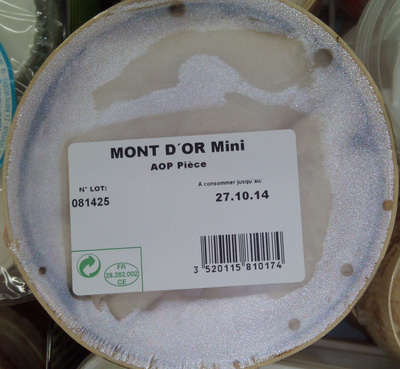 MONT D´OR Mini
AOP Pièce
N° LOT:
081425
A consommer jusqu'au:
27.10.14
FR
25.282.002
CE
3 520115 810174